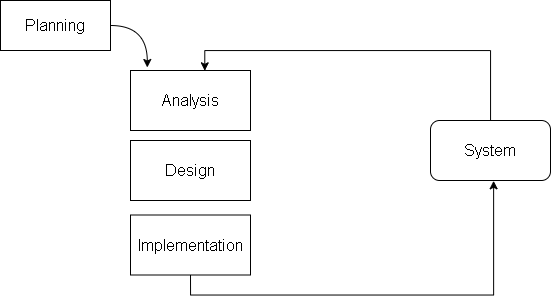 Planning
Analysis
Design
System
Implementation